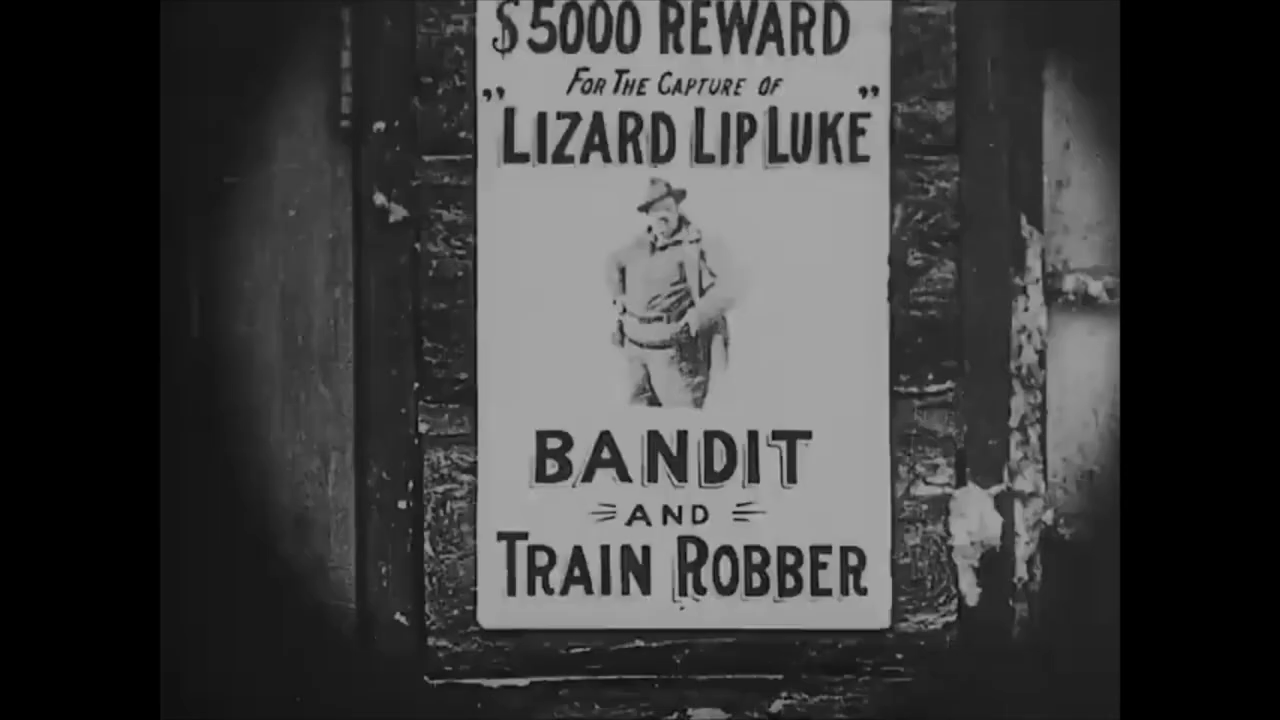 $5000 REWARD
FOR THE CAPTURE OF
"LIZARD LIP LUKE"
BANDIT
AND
TRAIN ROBBER